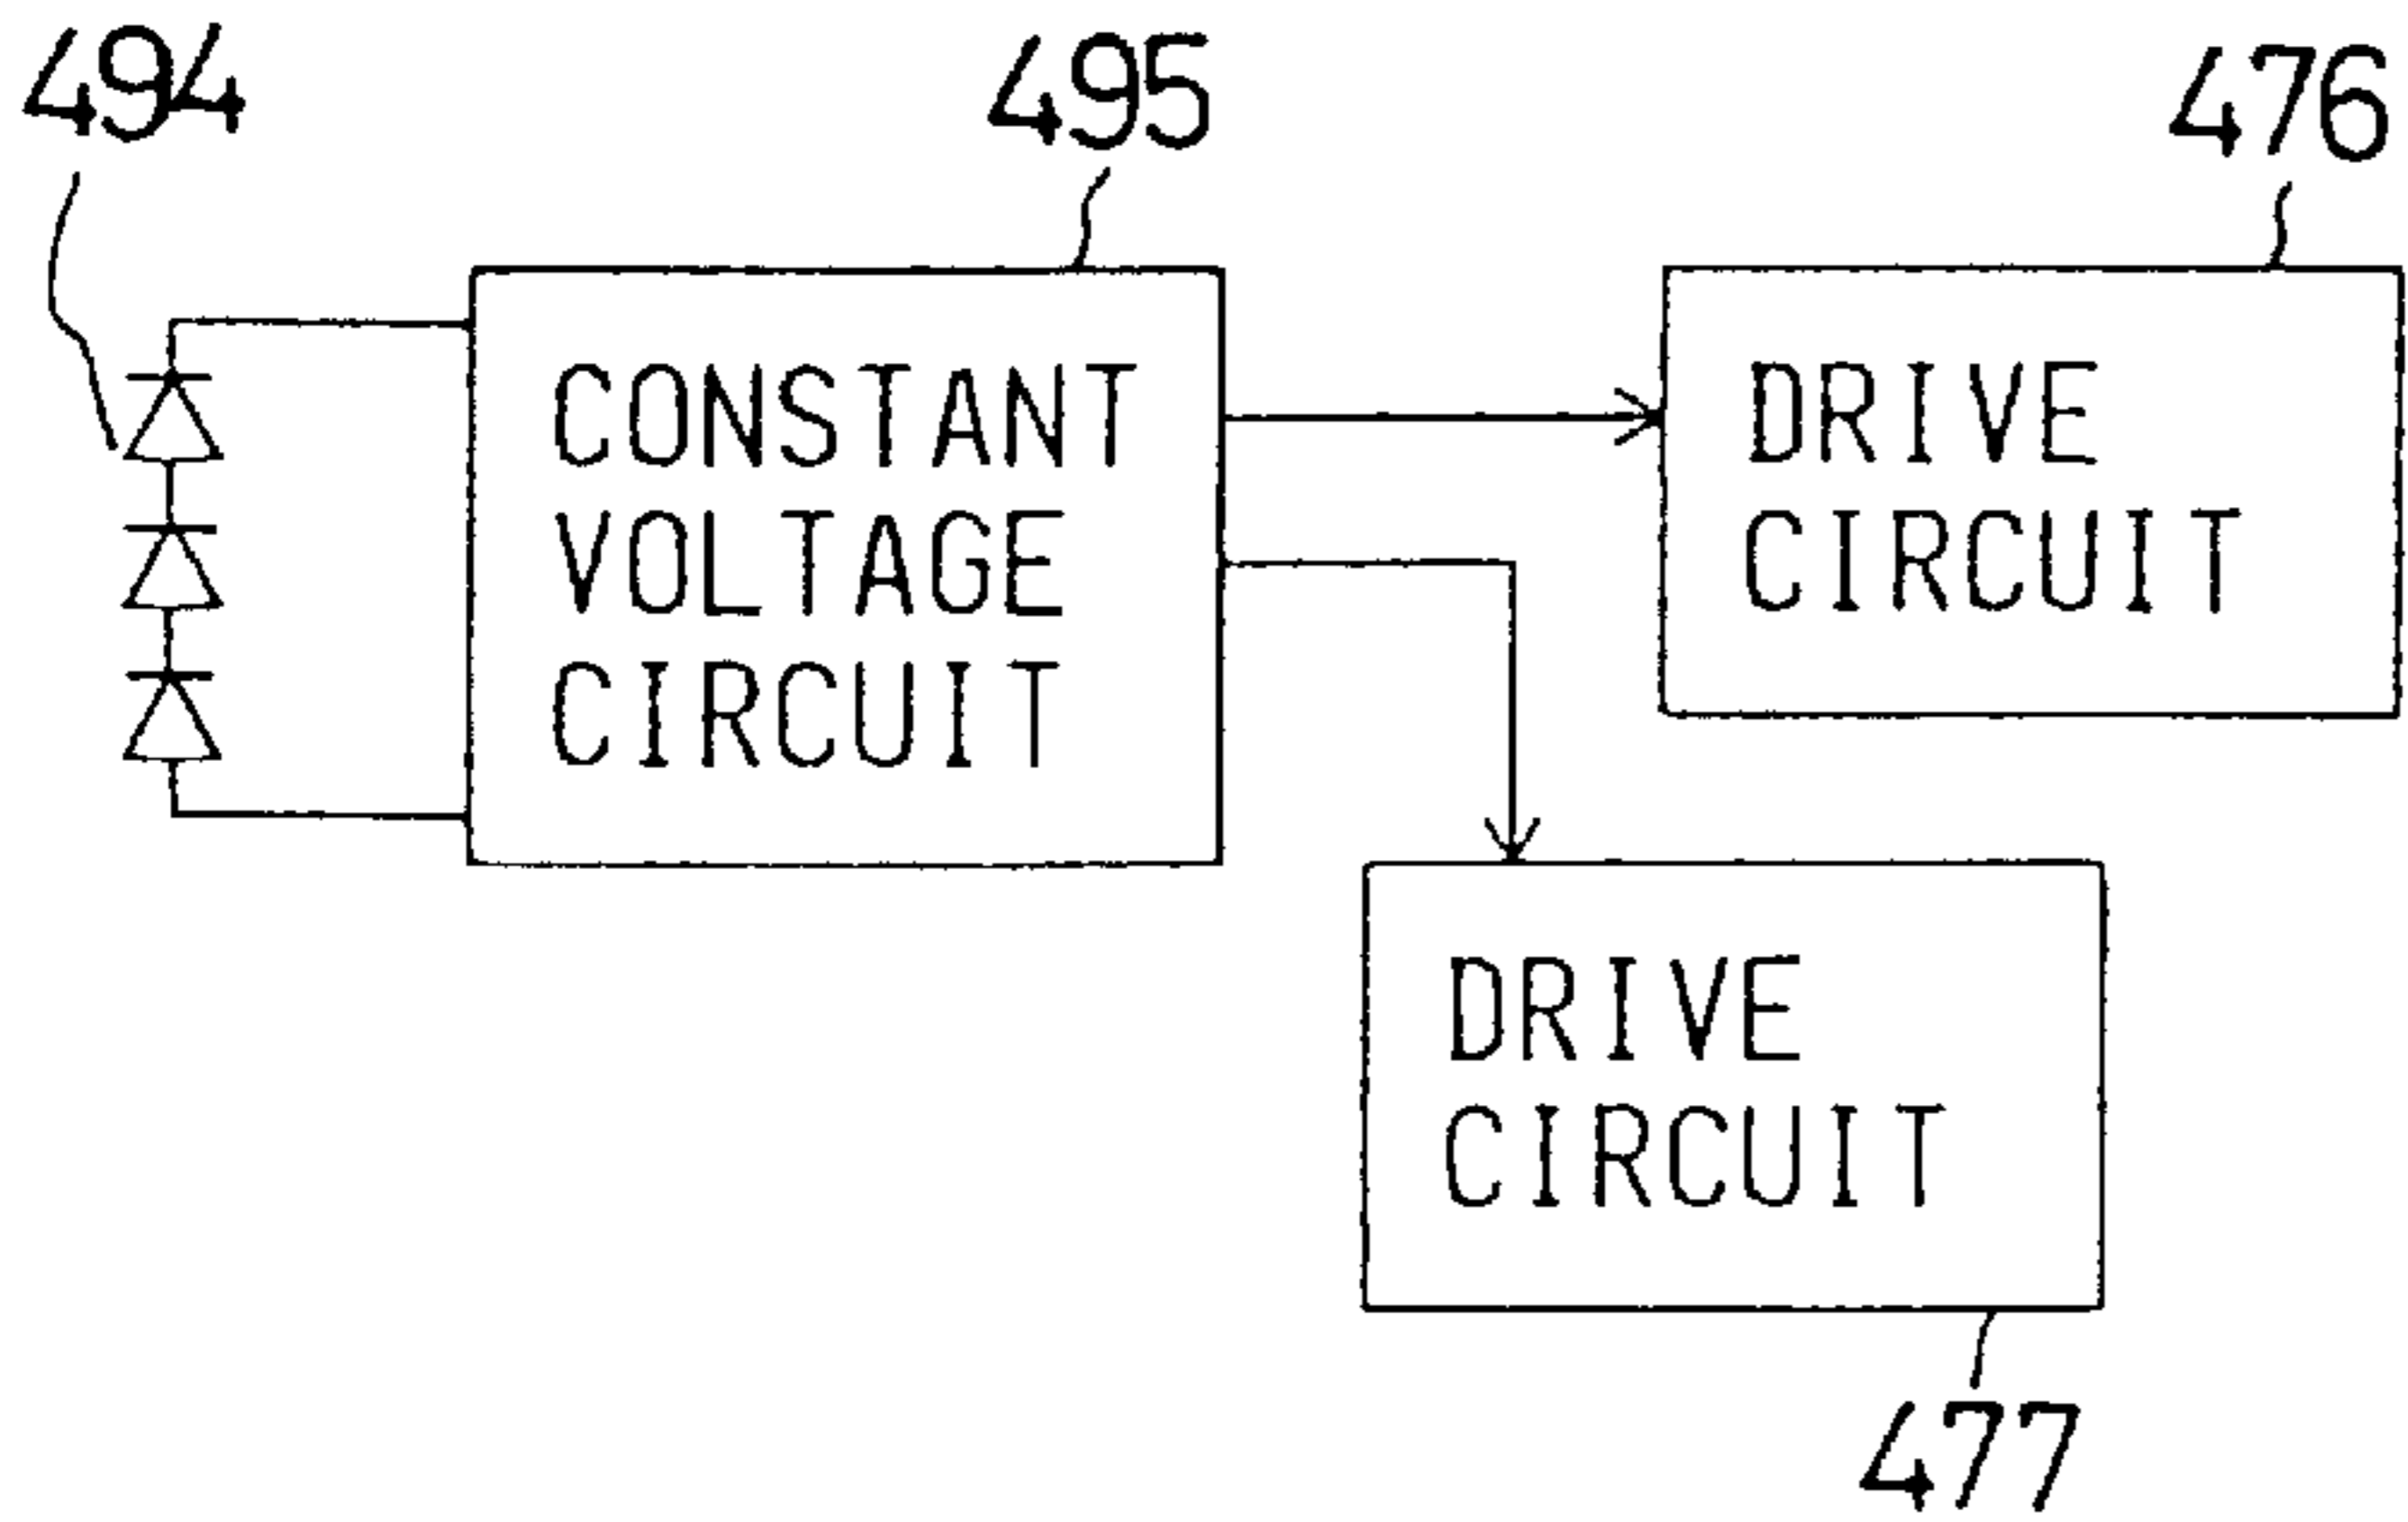 494
495
476
CONSTANT
VOLTAGE
CIRCUIT
DRIVE
CIRCUIT
DRIVE
CIRCUIT
477